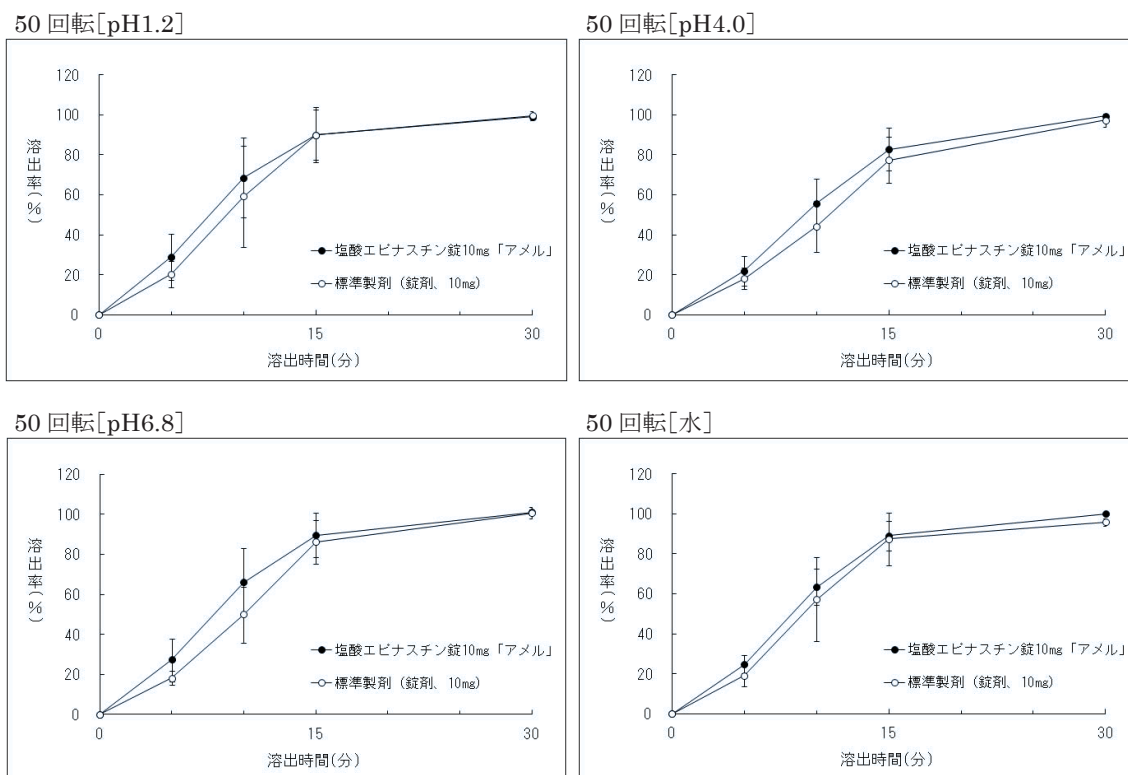 50 回転[pH1.2]
120
100
80
60
40
20
0
溶出率(%)
0
15
30
溶出時間(分)
塩酸エピナスチン錠10㎎「アメル」
標準製剤（錠剤、10㎎)
50 回転[pH4.0]
120
100
80
60
40
20
0
溶出率(%)
0
15
30
溶出時間(分)
塩酸エピナスチン錠10㎎「アメル」
標準製剤（錠剤、10㎎)
50 回転[pH6.8]
120
100
80
60
40
20
0
溶出率(%)
0
15
30
溶出時間(分)
塩酸エピナスチン錠10㎎「アメル」
標準製剤（錠剤、10㎎)
50 回転[水]
120
100
80
60
40
20
0
溶出率(%)
0
15
30
溶出時間(分)
塩酸エピナスチン錠10㎎「アメル」
標準製剤（錠剤、10㎎)